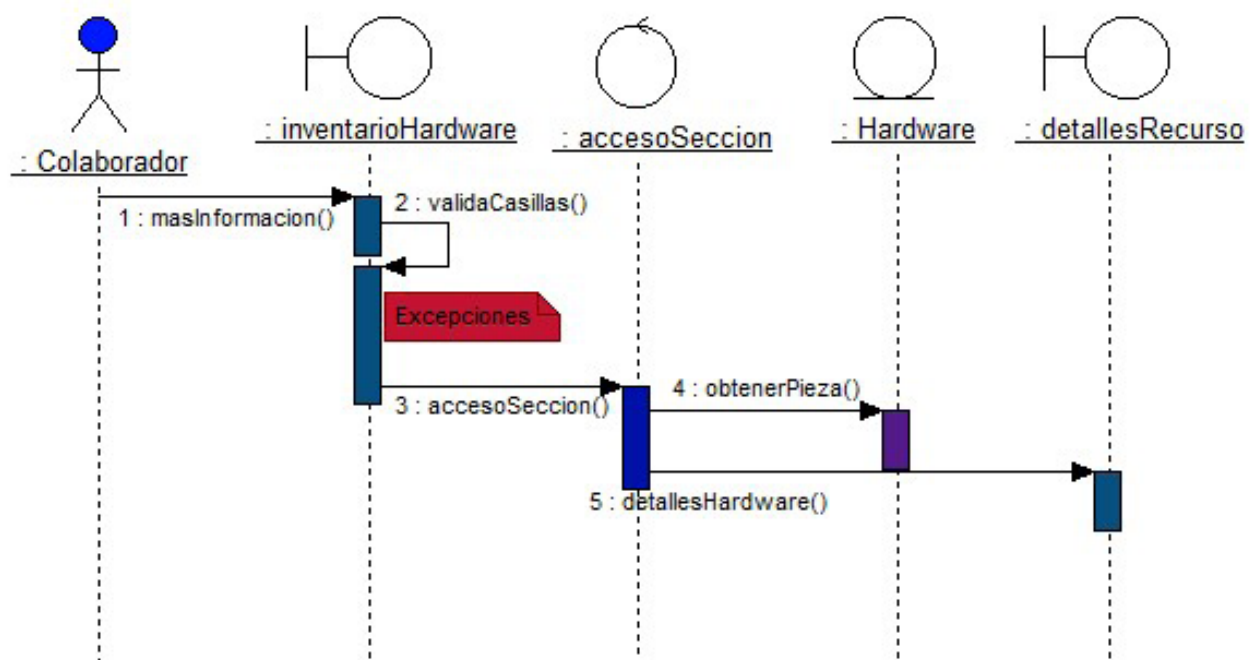 : Colaborador
: inventarioHardware
: accesoSeccion
: Hardware
: detallesRecurso
1 : masInformacion()
2 : validaCasillas()
Excepciones
3 : accesoSeccion()
4 : obtenerPieza()
5 : detallesHardware()